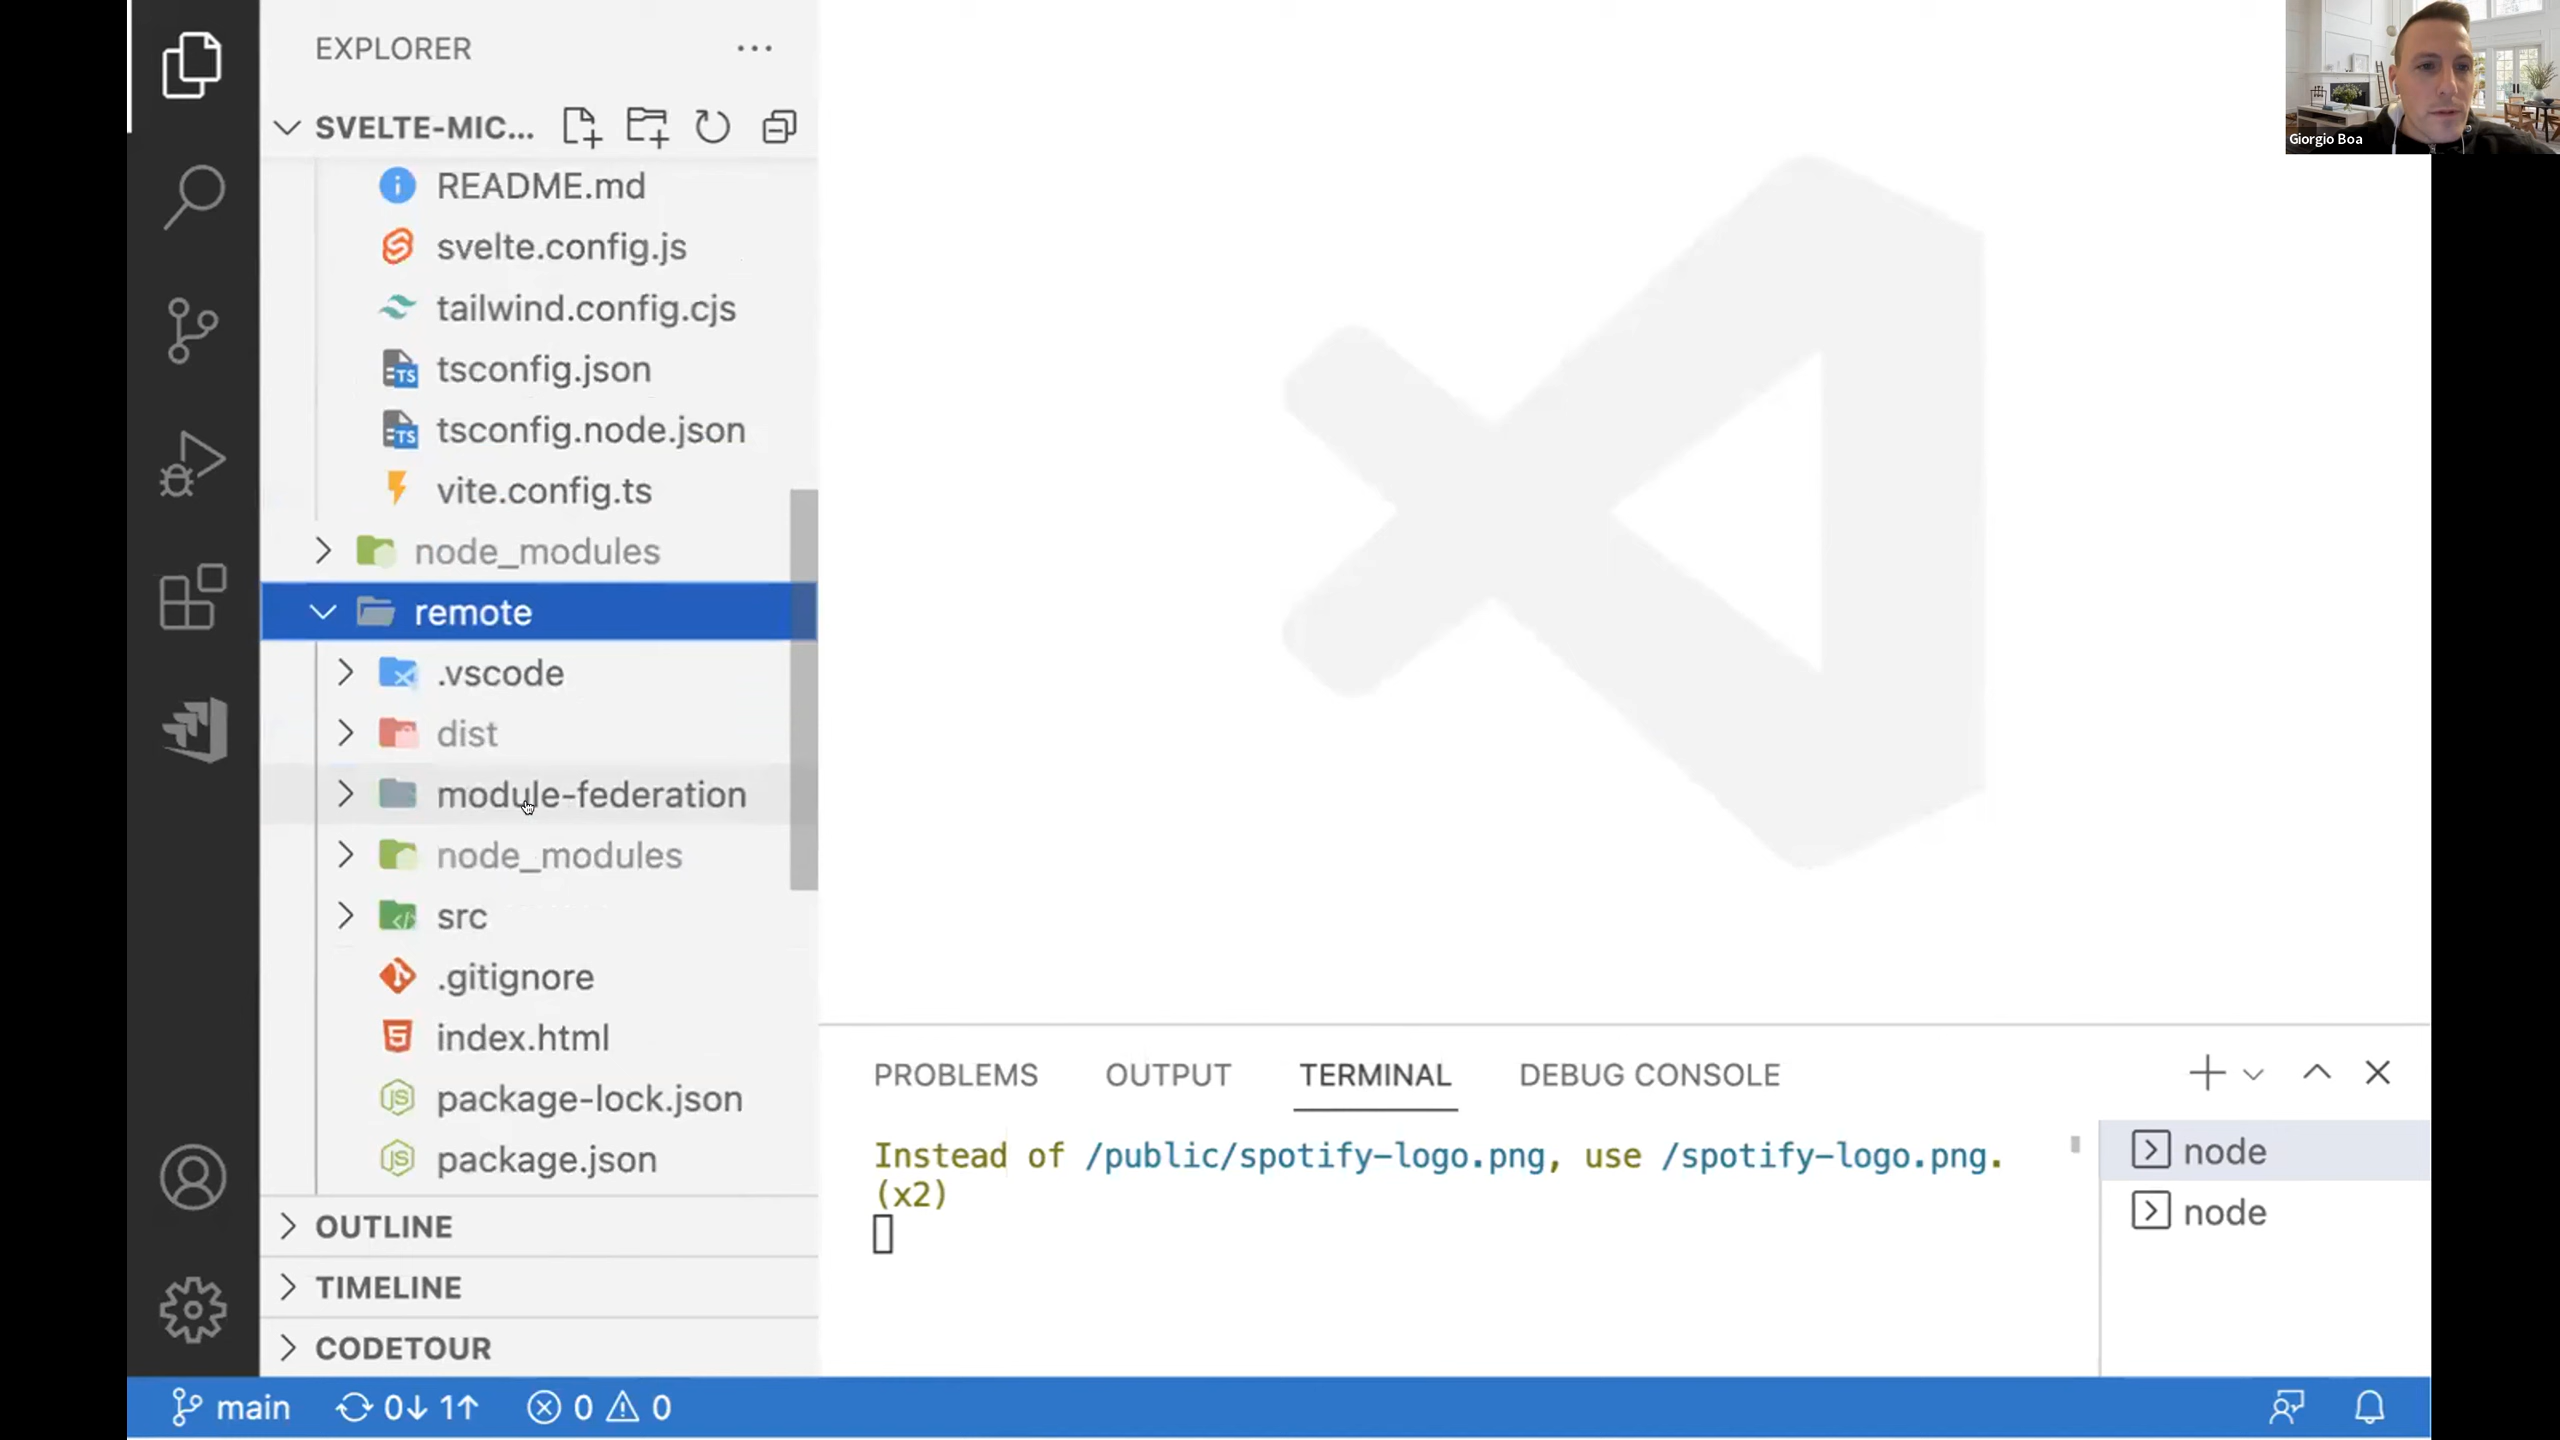 EXPLORER
SVELTE-MIC...
README.md
svelte.config.js
tailwind.config.cjs
tsconfig.json
tsconfig.node.json
vite.config.ts
node_modules
remote
.vscode
dist
module-federation
node_modules
src
.gitignore
index.html
package-lock.json
package.json
OUTLINE
TIMELINE
CODETOUR
PROBLEMS OUTPUT TERMINAL DEBUG CONSOLE
Instead of /public/spotify-logo.png, use /spotify-logo.png.
(x2)
node
node
main 0↓ 1↑ 0 0
Giorgio Boa